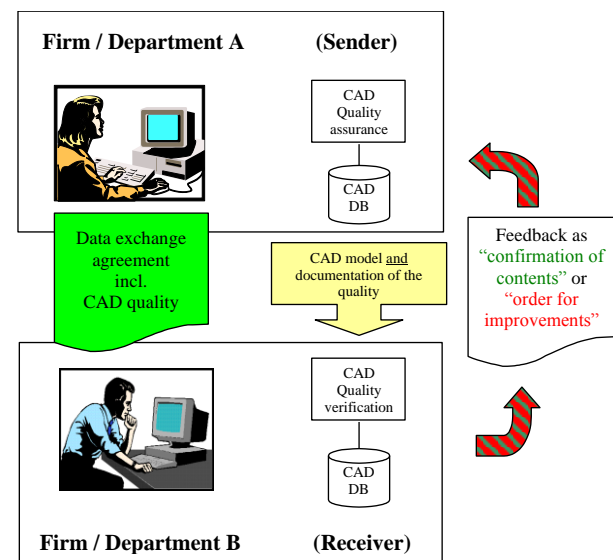 Firm / Department A
(Sender)
CAD
Quality
assurance
CAD
DB
Data exchange
agreement
incl.
CAD quality
CAD model and
documentation of the
quality
Feedback as
“confirmation of
contents” or
“order for
improvements”
CAD
Quality
verification
CAD
DB
Firm / Department B
(Receiver)